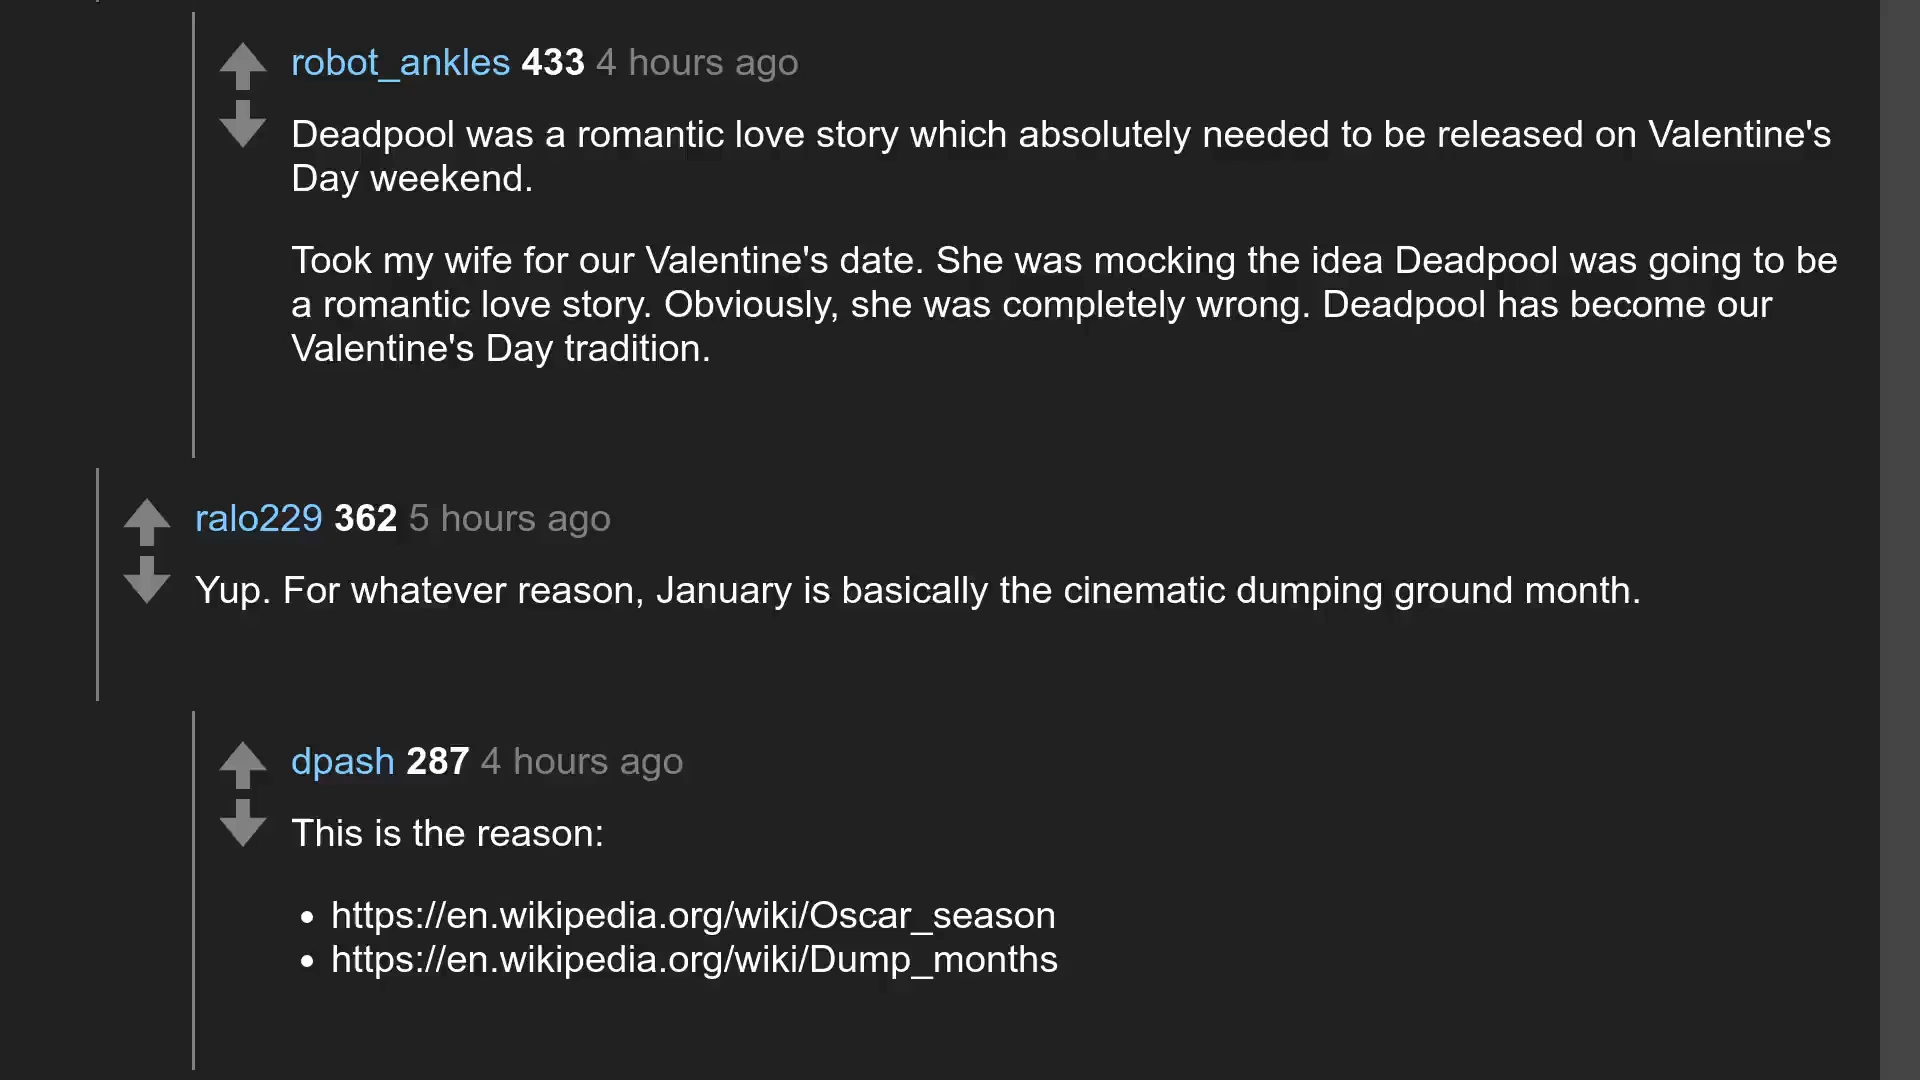 robot_ankles 433 4 hours ago
Deadpool was a romantic love story which absolutely needed to be released on Valentine's
Day weekend.
Took my wife for our Valentine's date. She was mocking the idea Deadpool was going to be
a romantic love story. Obviously, she was completely wrong. Deadpool has become our
Valentine's Day tradition.
ralo229 362 5 hours ago
Yup. For whatever reason, January is basically the cinematic dumping ground month.
dpash 287 4 hours ago
This is the reason:
• https://en.wikipedia.org/wiki/Oscar_season
• https://en.wikipedia.org/wiki/Dump_months